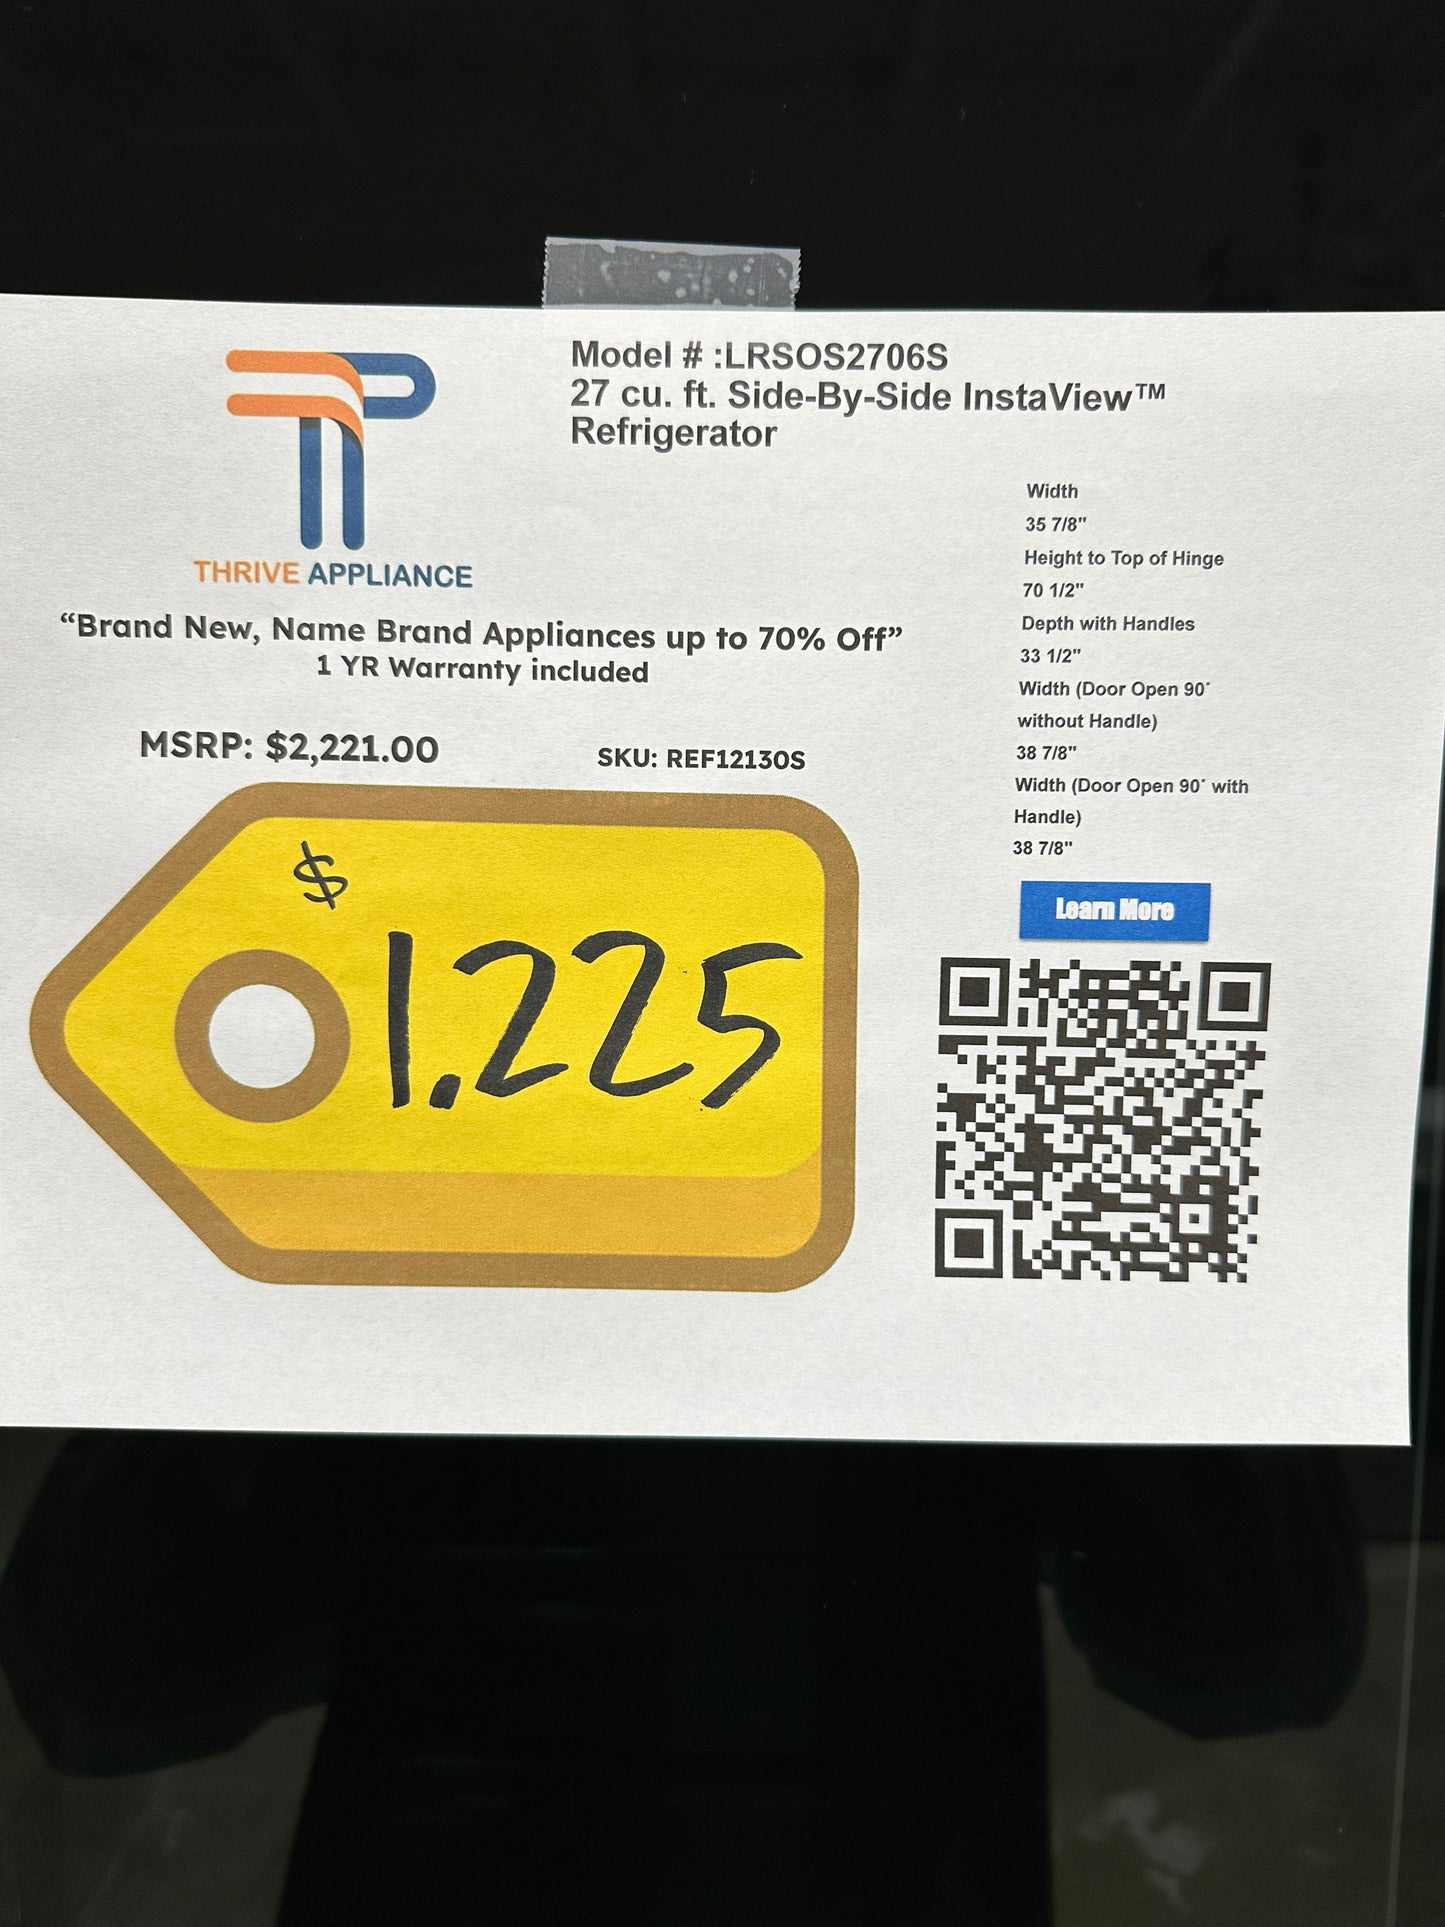 THRIVE APPLIANCE
Model # :LRSOS2706S
27 cu. ft. Side-By-Side InstaView™
Refrigerator
“Brand New, Name Brand Appliances up to 70% Off”
1 YR Warranty included
MSRP: $2,221.00
SKU: REF12130S
$
1.225
Width
35 7/8"
Height to Top of Hinge
70 1/2"
Depth with Handles
33 1/2"
Width (Door Open 90°
without Handle)
38 7/8"
Width (Door Open 90° with
Handle)
38 7/8"
Learn More